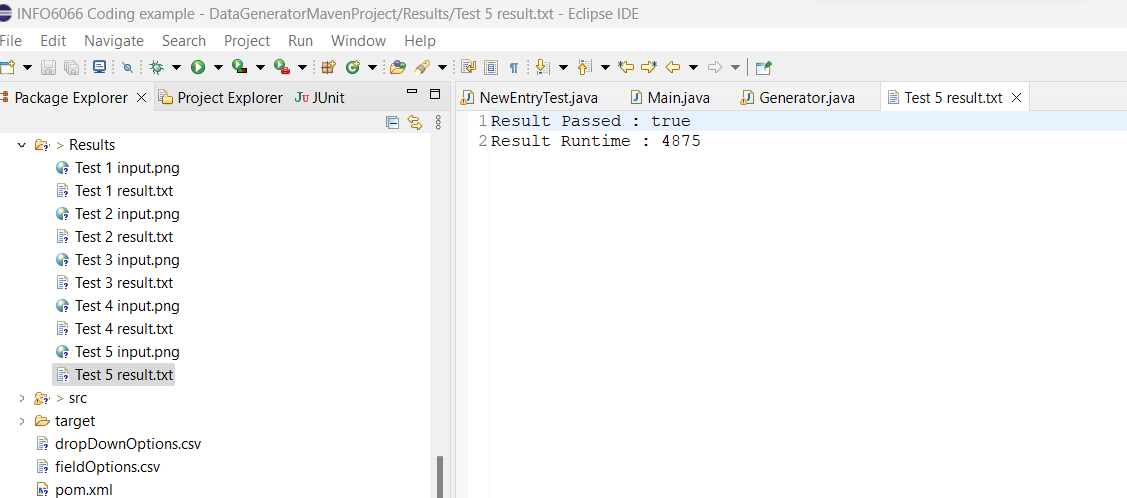 INFO6066 Coding example - DataGeneratorMavenProject/Results/Test 5 result.txt - Eclipse IDE
File Edit Navigate Search Project Run Window Help
Package Explorer Project Explorer JU JUnit
NewEntryTest.java Main.java Generator.java Test 5 result.txt
1 Result Passed : true
2 Result Runtime : 4875
> Results
Test 1 input.png
Test 1 result.txt
Test 2 input.png
Test 2 result.txt
Test 3 input.png
Test 3 result.txt
Test 4 input.png
Test 4 result.txt
Test 5 input.png
Test 5 result.txt
> src
target
dropDownOptions.csv
fieldOptions.csv
pom.xml